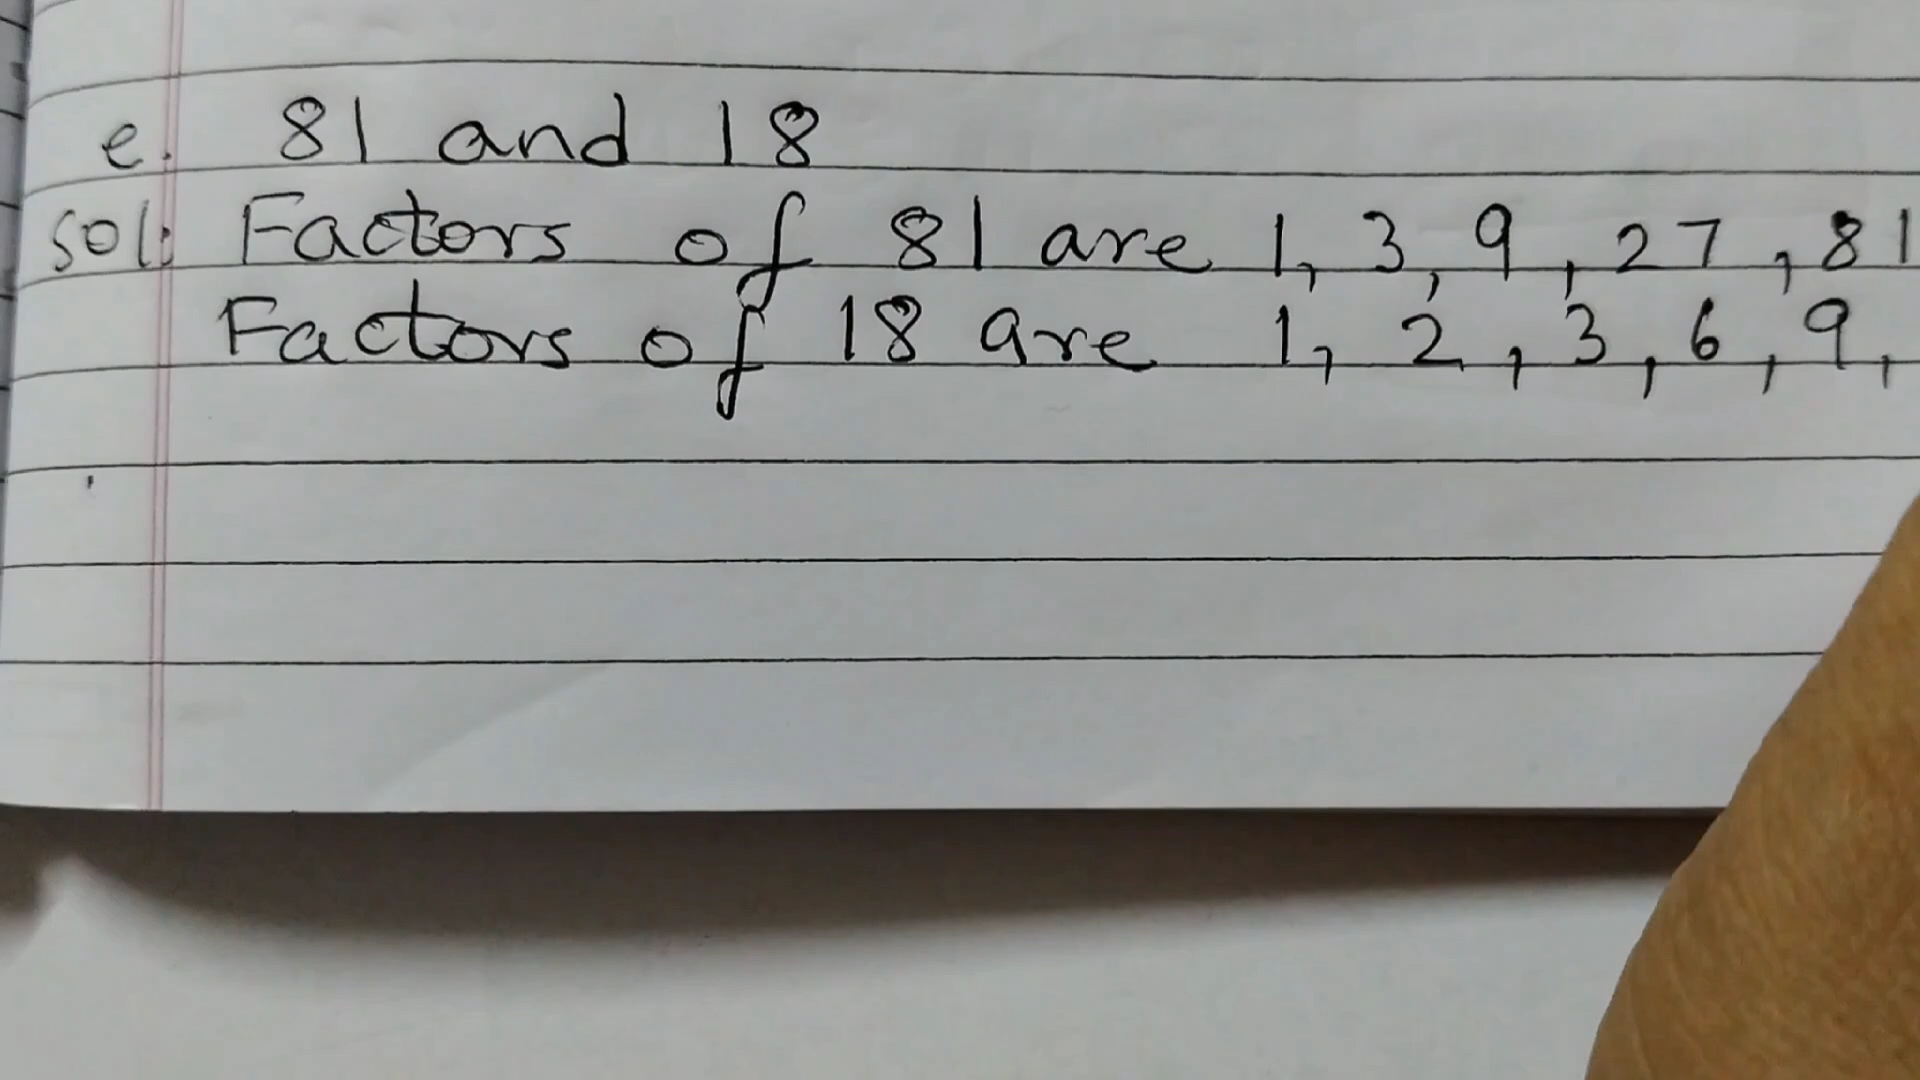 e. 81 and 18
Sol: Factors of 81 are 1, 3, 9, 27, 81
Factors of 18 are 1, 2, 3, 6, 9,